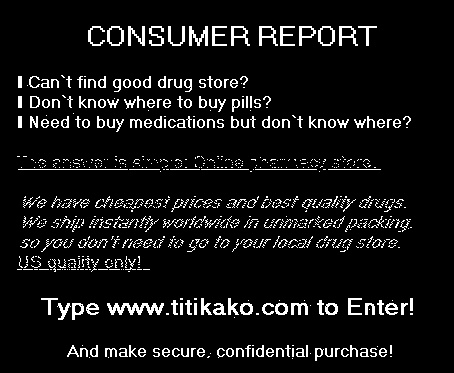 CONSUMER REPORT
I Can`t find good drug store?
I Don`t know where to buy pills?
I Need to buy medications but don`t know where?
The answer is simple: Online pharmacy store.
We have cheapest prices and best quality drugs.
We ship instantly worldwide in unmarked packing.
so you don't need to go to your local drug store.
US quality only!
Type www.titikako.com to Enter!
And make secure, confidential purchase!